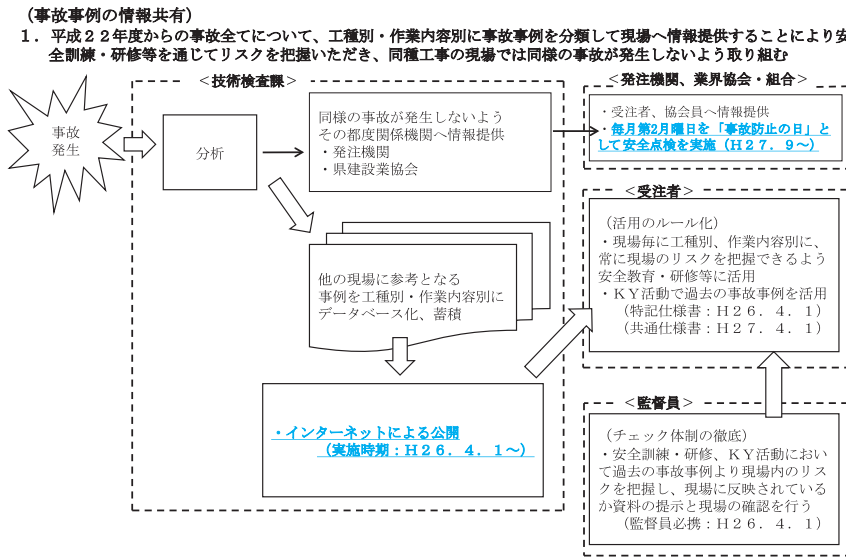 (事故事例の情報共有)
1. 平成22年度からの事故全てについて、工種別・作業内容別に事故事例を分類して現場へ情報提供することにより安
全訓練・研修等を通じてリスクを把握いただき、同種工事の現場では同様の事故が発生しないよう取り組む
<技術検査課>
事故
発生
分析
同様の事故が発生しないよう
その都度関係機関へ情報提供
・発注機関
・県建設業協会
他の現場に参考となる
事例を工種別・作業内容別に
データベース化、蓄積
・インターネットによる公開
(実施時期:H26.4.1～)
<発注機関、業界協会・組合>
・受注者、協会員へ情報提供
・毎月第2月曜日を「事故防止の日」と
して安全点検を実施(H27.9～)
<受注者>
(活用のルール化)
・現場毎に工種別、作業内容別に、
常に現場のリスクを把握できるよう
安全教育・研修等に活用
・KY活動で過去の事故事例を活用
(特記仕様書:H26.4.1)
(共通仕様書:H27.4.1)
<監督員>
(チェック体制の徹底)
・安全訓練・研修、KY活動におい
て過去の事故事例より現場内のリス
クを把握し、現場に反映されている
か資料の提示と現場の確認を行う
(監督員必携:H26.4.1)